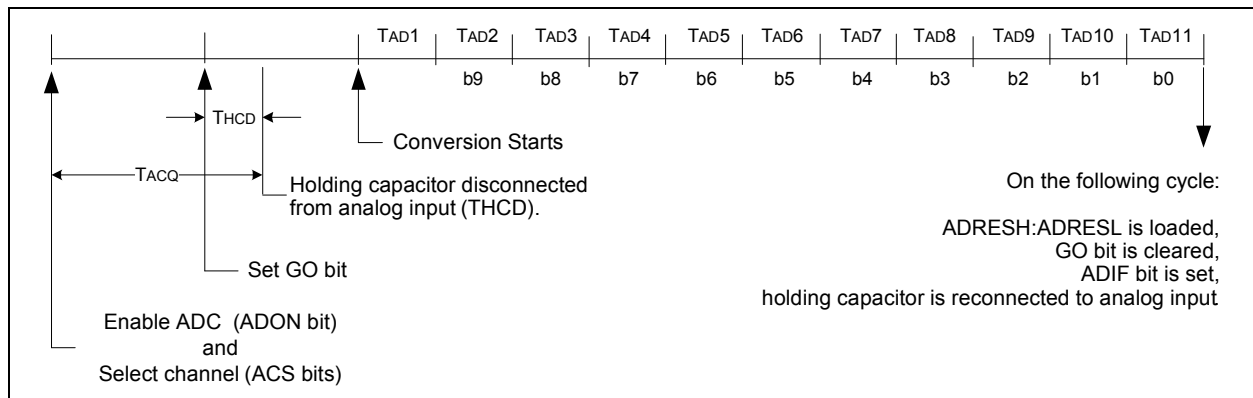 TAD1 TAD2 TAD3 TAD4 TAD5 TAD6 TAD7 TAD8 TAD9 TAD10 TAD11
b9 b8 b7 b6 b5 b4 b3 b2 b1 b0
THCD
Conversion Starts
TACQ
Holding capacitor disconnected
from analog input (THCD).
Set GO bit
Enable ADC (ADON bit)
and
Select channel (ACS bits)
On the following cycle:
ADRESH:ADRESL is loaded,
GO bit is cleared,
ADIF bit is set,
holding capacitor is reconnected to analog input